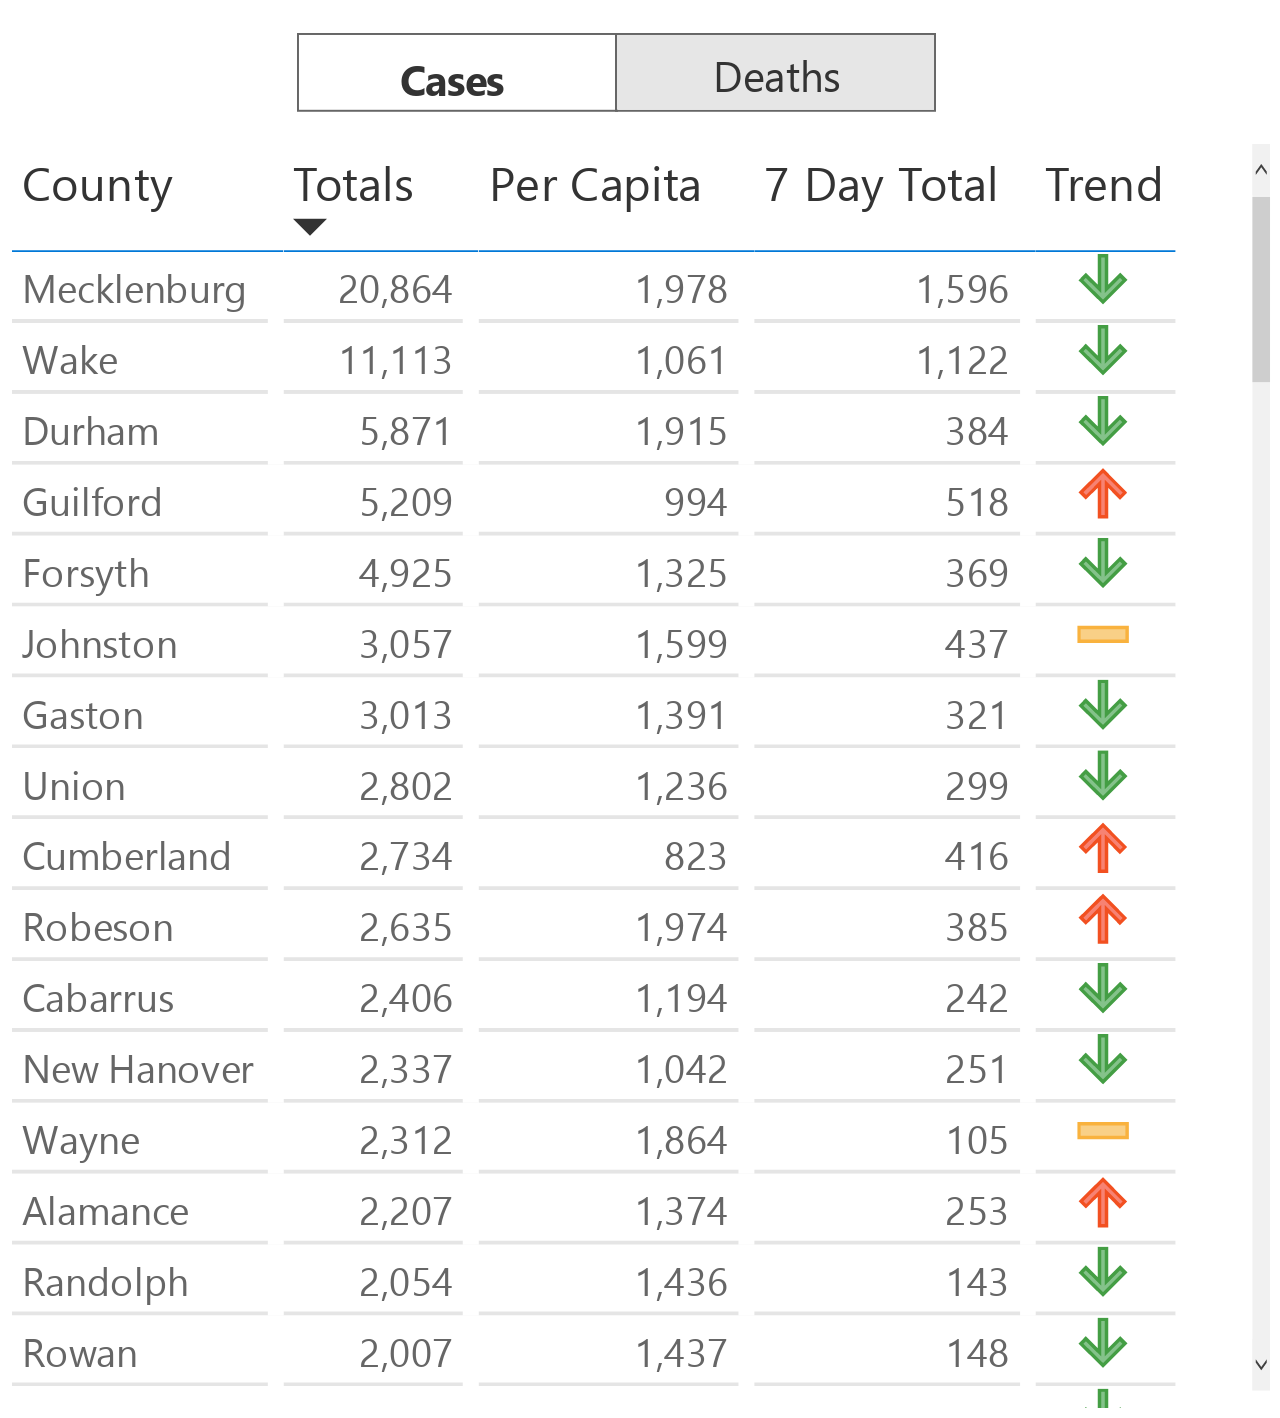 Cases Deaths
County Totals Per Capita 7 Day Total Trend
Mecklenburg 20,864 1,978 1,596
Wake 11,113 1,061 1,122
Durham 5,871 1,915 384
Guilford 5,209 994 518
Forsyth 4,925 1,325 369
Johnston 3,057 1,599 437
Gaston 3,013 1,391 321
Union 2,802 1,236 299
Cumberland 2,734 823 416
Robeson 2,635 1,974 385
Cabarrus 2,406 1,194 242
New Hanover 2,337 1,042 251
Wayne 2,312 1,864 105
Alamance 2,207 1,374 253
Randolph 2,054 1,436 143
Rowan 2,007 1,437 148